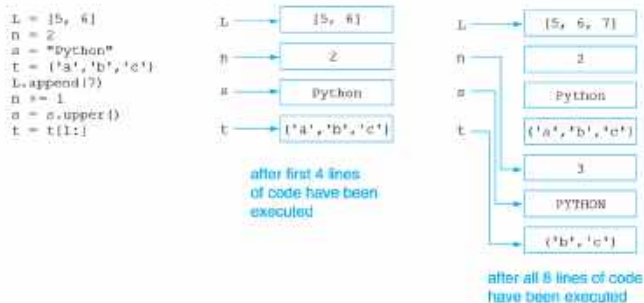 L = [5, 6]
n = 2
s = "Python"
t = ('a','b','c')
L.append(7)
n += 1
s = s.upper()
t = t[1:]
L
[5, 6]
n
2
s
Python
t
('a','b','c')
after first 4 lines
of code have been
executed
L
[5, 6, 7]
n
2
s
Python
t
('a','b','c')
3
PYTHON
('b','c')
after all 8 lines of code
have been executed